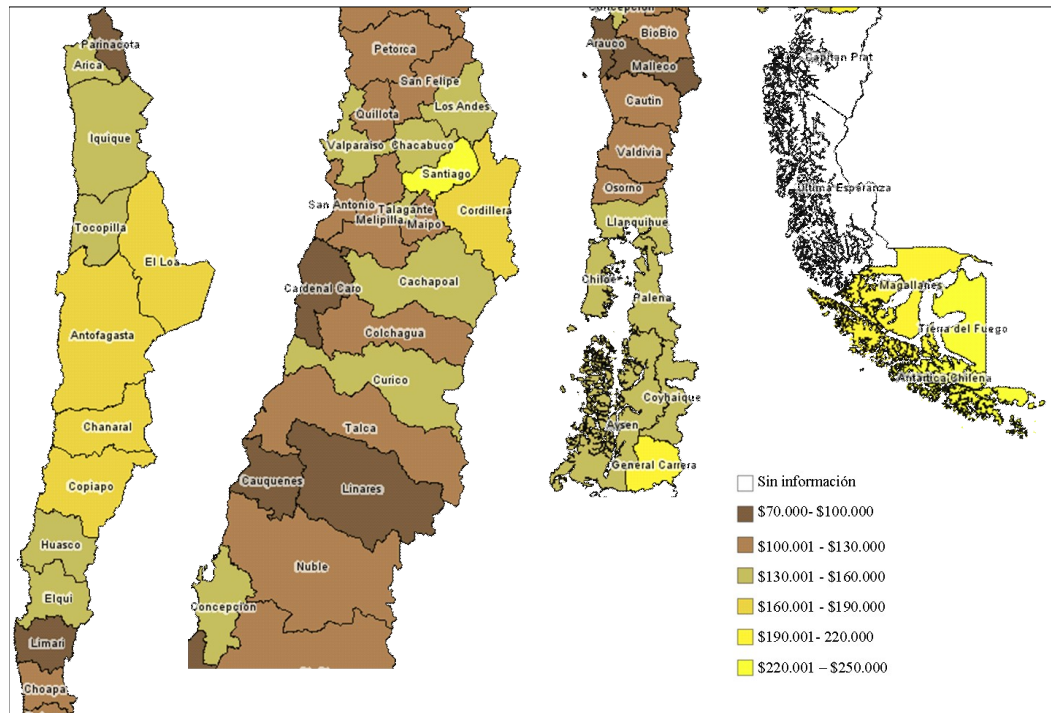 Parinacota
Arica
Iquique
Tocopilla
El Loa
Antofagasta
Chanaral
Copiapo
Huasco
Elqui
Limari
Choapa
Petorca
San Felipe
Los Andes
Quillota
Valparaiso
Chacabuco
Santiago
San Antonio
Talagante
Melipilla
Maipo
Cordillera
Cardenal Caro
Cachapoal
Colchagua
Curico
Talca
Cauquenes
Linares
Nuble
Concepcion
Concepcion
BioBio
Arauco
Malleco
Cautin
Valdivia
Osorno
Llanquihue
Chiloe
Palena
Coyhaique
Aysen
General Carrera
Capitan Prat
Ultima Esperanza
Magallanes
Tierra del Fuego
Antartica Chilena
Sin información
$70.000- $100.000
$100.001 - $130.000
$130.001 - $160.000
$160.001 - $190.000
$190.001- 220.000
$220.001 – $250.000